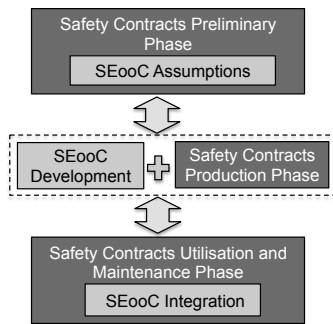 Safety Contracts Preliminary
Phase
SEooC Assumptions
SEooC
Development
Safety Contracts
Production Phase
Safety Contracts Utilisation and
Maintenance Phase
SEooC Integration